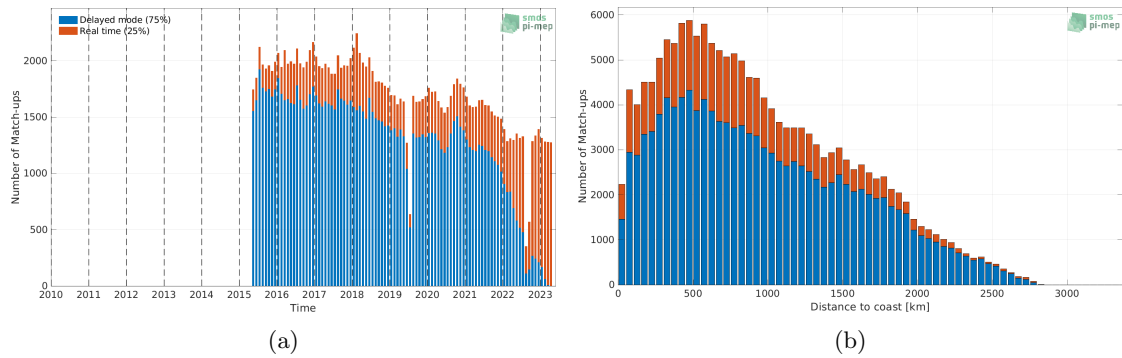 Delayed mode (75%)
Real time (25%)
smos
pi-mep
Number of Match-ups
2000
1500
1000
500
0
2010 2011 2012 2013 2014 2015 2016 2017 2018 2019 2020 2021 2022 2023
Time
(a)
smos
pi-mep
Number of Match-ups
6000
5000
4000
3000
2000
1000
0
0 500 1000 1500 2000 2500 3000
Distance to coast [km]
(b)